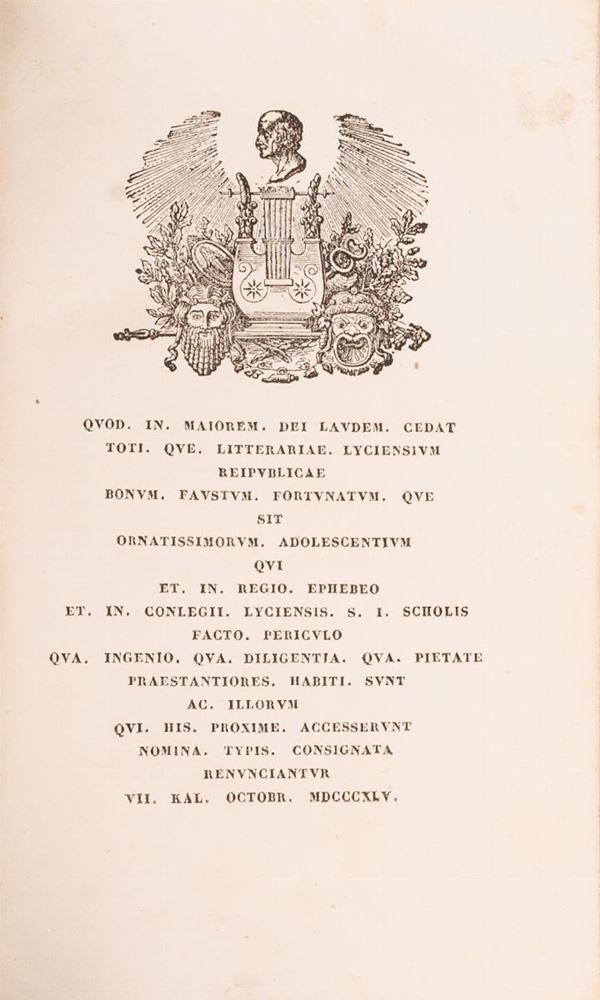 QVOD. IN. MAIOREM. DEI LAVDEM. CEDAT
TOTI. QVE. LITTERARIAE. LYCIENSIVM
REIPVBLICAE
BONVM. FAVSTVM. FORTVNATVM. QVE
SIT
ORNATISSIMORVM. ADOLESCENTIVM
QVI
ET. IN. REGIO. EPHEBEO
ET. IN. CONLEGII. LYCIENSIS. S. I. SCHOLIS
FACTO. PERICVLO
QVA. INGENIO. QVA. DILIGENTIA. QVA. PIETATE
PRAESTANTIORES. HABITI. SVNT
AC. ILLORVM
QVI. HIS. PROXIME. ACCESSERVNT
NOMINA. TYPIS. CONSIGNATA
RENVNCIANTVR
VII. KAL. OCTOBR. MDCCCXLV.